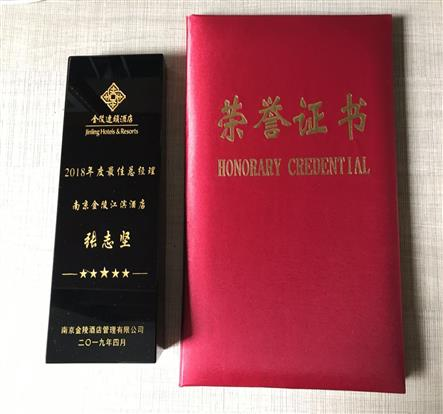 金陵连锁酒店
Jinling Hotels & Resorts
2018年度最佳总经理
南京金陵江滨酒店
张志坚
南京金陵酒店管理有限公司
二〇一九年四月
荣誉证书
HONORARY CREDENTIAL